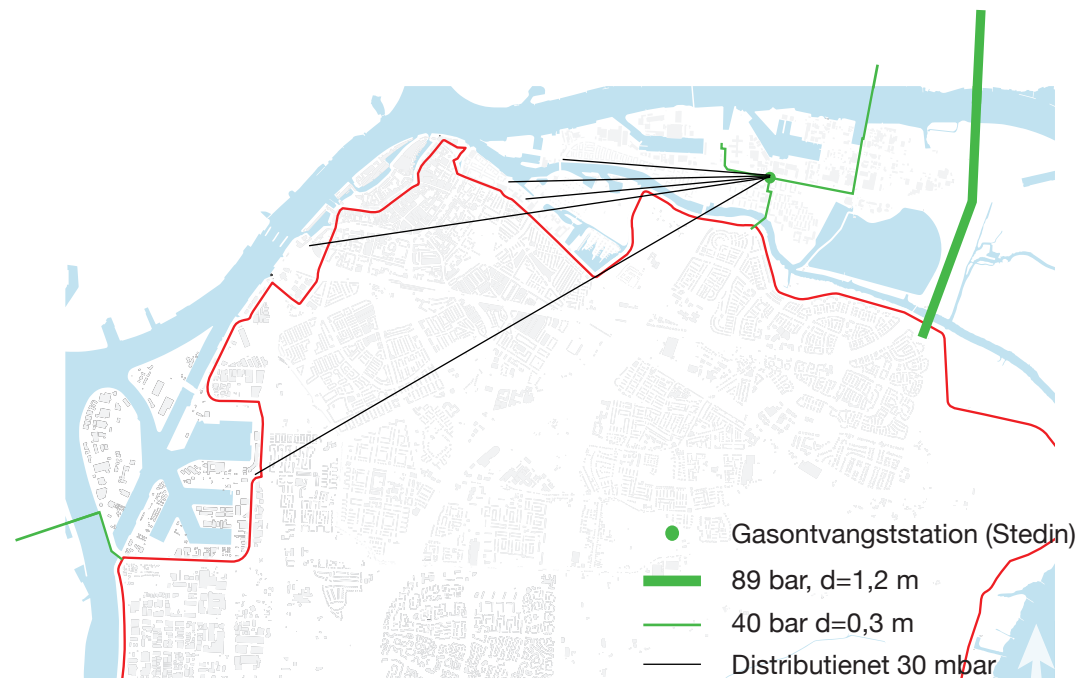 Gasontvangststation (Stedin)
89 bar, d=1,2 m
40 bar d=0,3 m
Distributienet 30 mbar